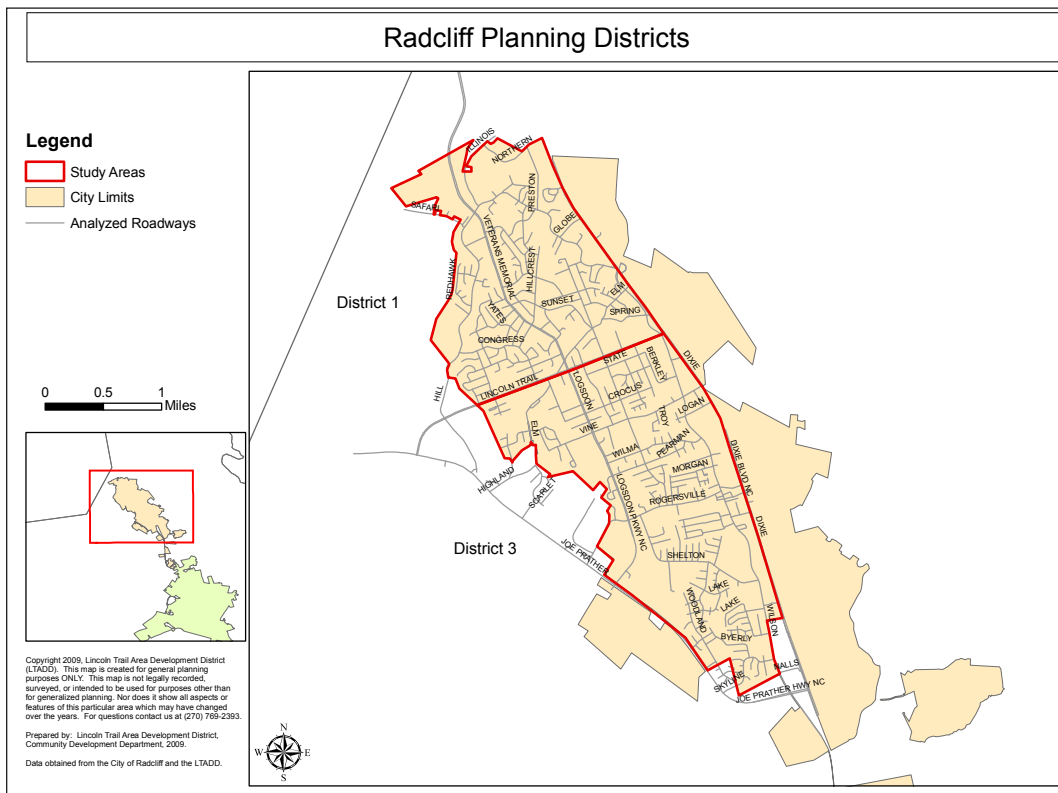 Radcliff Planning Districts
Legend
Study Areas
City Limits
Analyzed Roadways
0 0.5 1
Miles
Copyright 2009, Lincoln Trail Area Development District
(LTADD). This map is created for general planning
purposes ONLY. This map is not legally recorded,
surveyed, or intended to be used for purposes other than
for generalized planning. Nor does it show all aspects or
features of this particular area which may have changed
over the years. For questions contact us at (270) 769-2393.
Prepared by: Lincoln Trail Area Development District,
Community Development Department, 2009.
Data obtained from the City of Radcliff and the LTADD.
N
W E
S
ILLINOIS
NORTHERN
PRESTON
SAFARI
GLOBE
VETERANS MEMORIAL
HILLCREST
REDHAWK
District 1
ELM
SUNSET
YATES
SPRING
CONGRESS
STATE
BERKLEY
DIXIE
LINCOLN TRAIL
HILL
LOGSDON
CROCUS
LOGAN
TROY
ELM
VINE
WILMA
PEARMAN
DIXIE BLVD NC
MORGAN
HIGHLAND
SCARLET
LOGSDON PKWY NC
ROGERSVILLE
DIXIE
District 3
JOE PRATHER
SHELTON
LAKE
WOODLAND
LAKE
WILSON
BYERLY
NALLS
SKYLINE
JOE PRATHER HWY NC